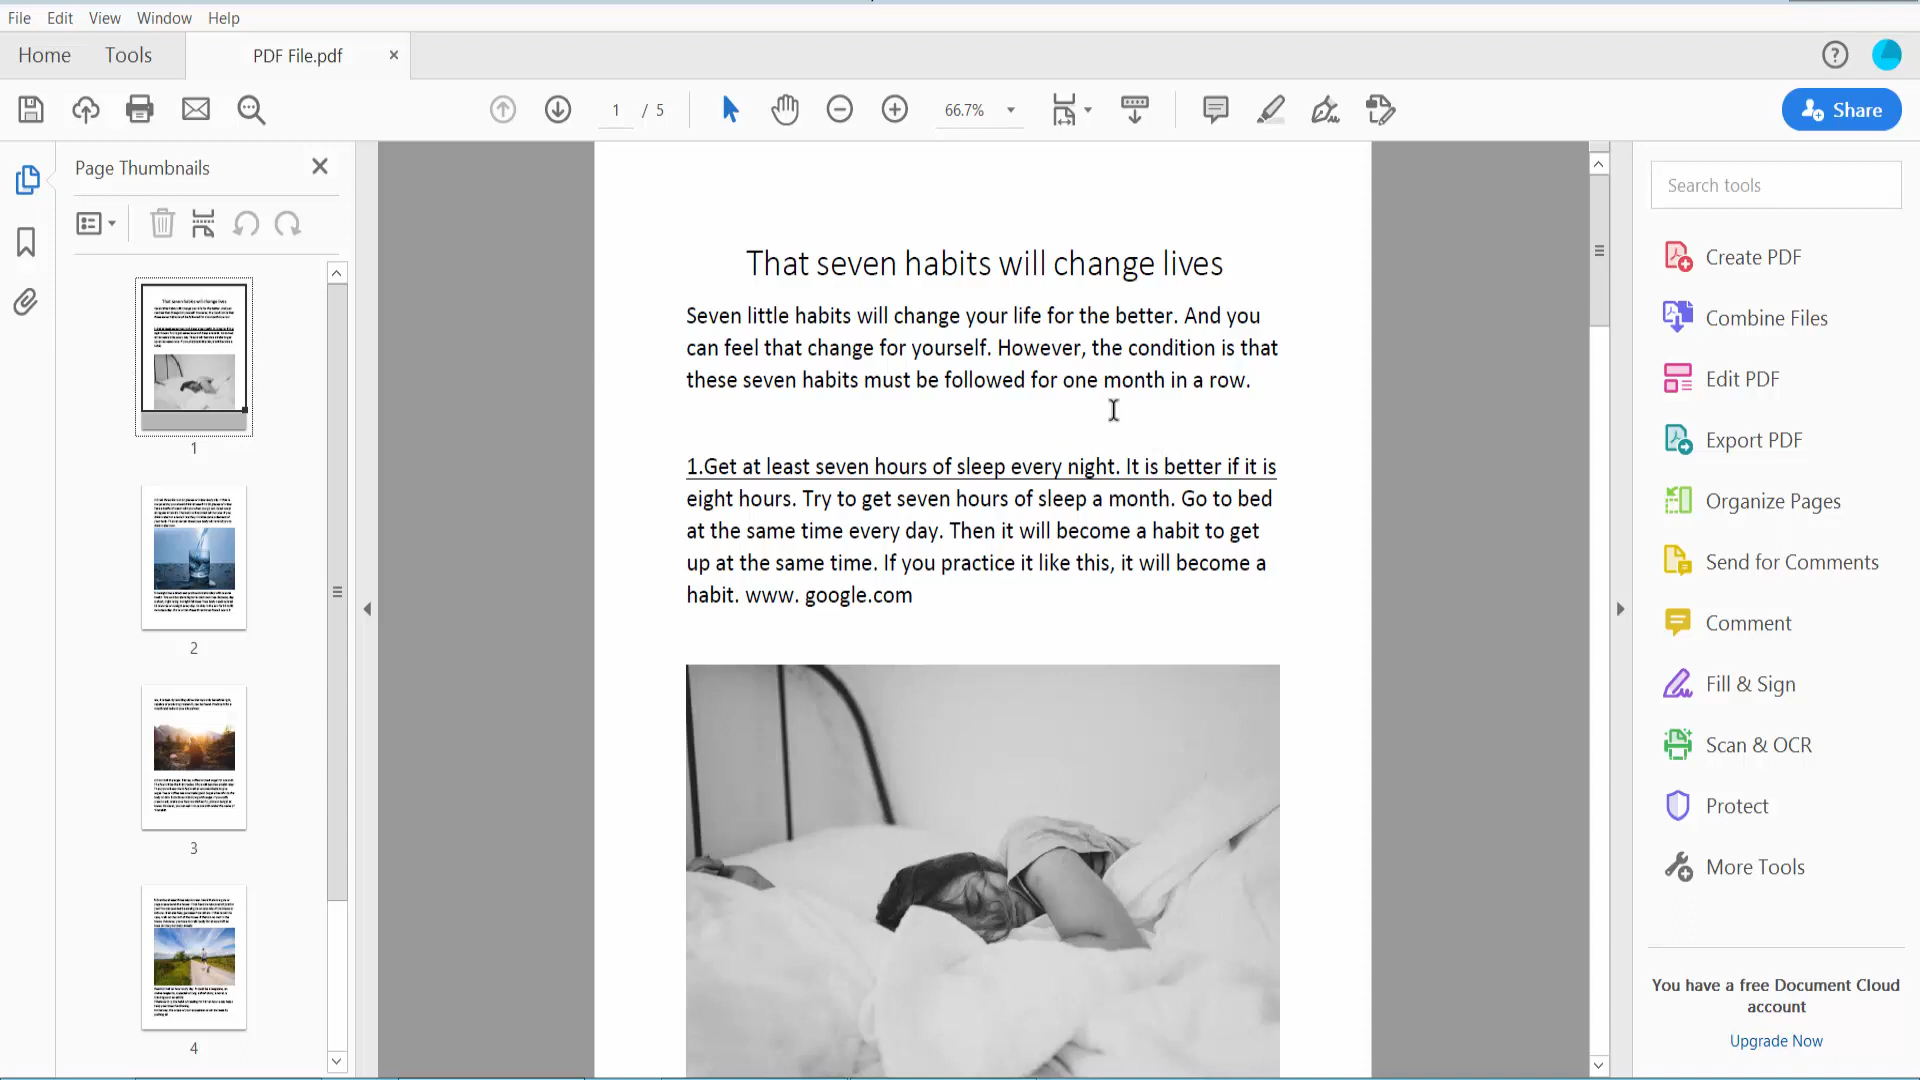 File Edit View Window Help
Home Tools PDF File.pdf
1 / 5 66.7% Share
Page Thumbnails
1
2
3
4
That seven habits will change lives
Seven little habits will change your life for the better. And you
can feel that change for yourself. However, the condition is that
these seven habits must be followed for one month in a row.
1.Get at least seven hours of sleep every night. It is better if it is
eight hours. Try to get seven hours of sleep a month. Go to bed
at the same time every day. Then it will become a habit to get
up at the same time. If you practice it like this, it will become a
habit. www. google.com
Search tools
Create PDF
Combine Files
Edit PDF
Export PDF
Organize Pages
Send for Comments
Comment
Fill & Sign
Scan & OCR
Protect
More Tools
You have a free Document Cloud
account
Upgrade Now